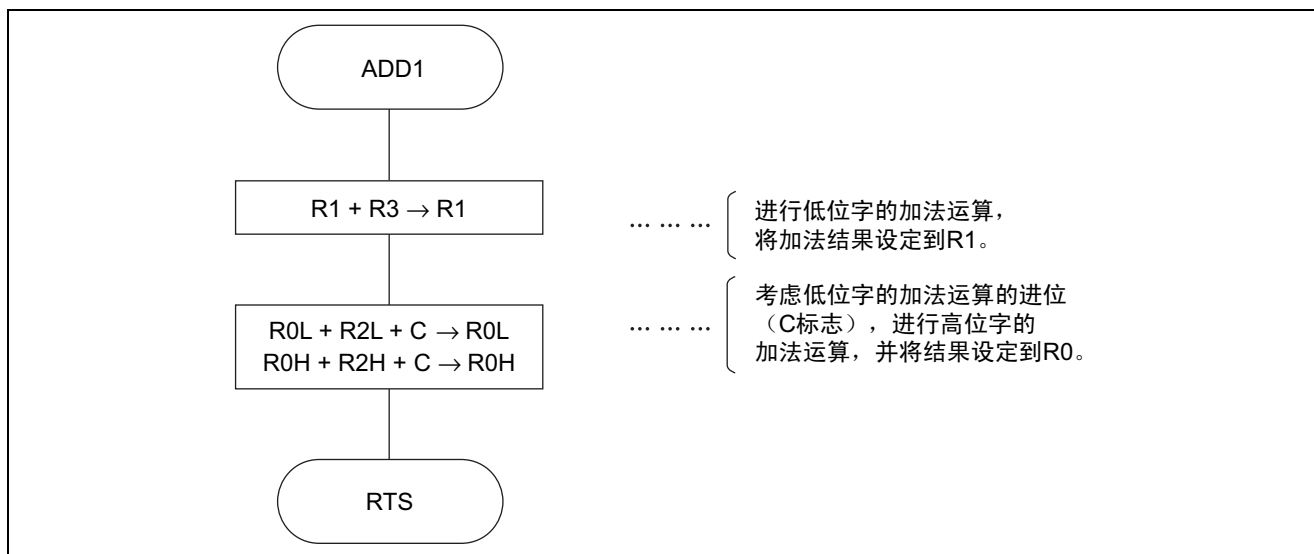 ADD1
R1 + R3 → R1
… … …
进行低位字的加法运算，
将加法结果设定到R1。
R0L + R2L + C → R0L
R0H + R2H + C → R0H
… … …
考虑低位字的加法运算的进位
（C标志），进行高位字的
加法运算，并将结果设定到R0。
RTS